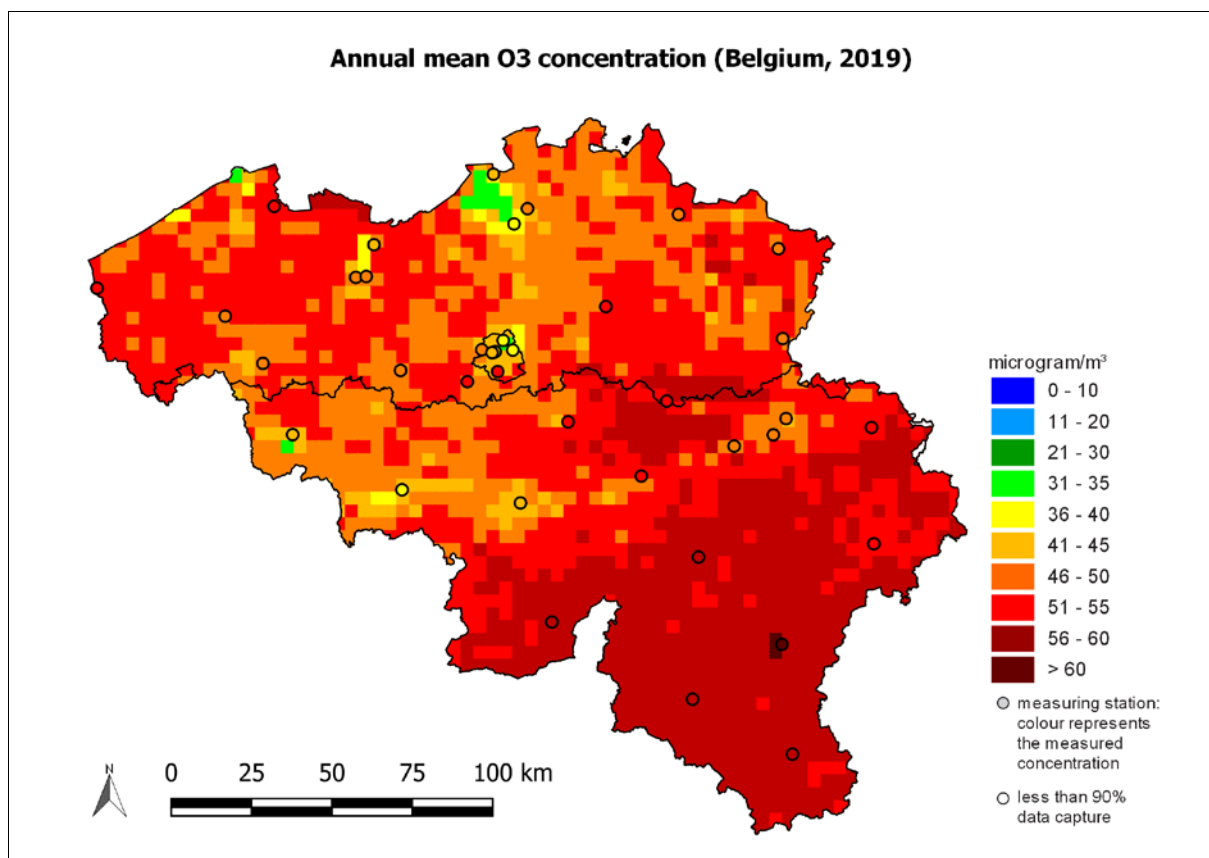 Annual mean O3 concentration (Belgium, 2019)
microgram/m³
0 - 10
11 - 20
21 - 30
31 - 35
36 - 40
41 - 45
46 - 50
51 - 55
56 - 60
> 60
measuring station:
colour represents
the measured
concentration
less than 90%
data capture
N
0 25 50 75 100 km